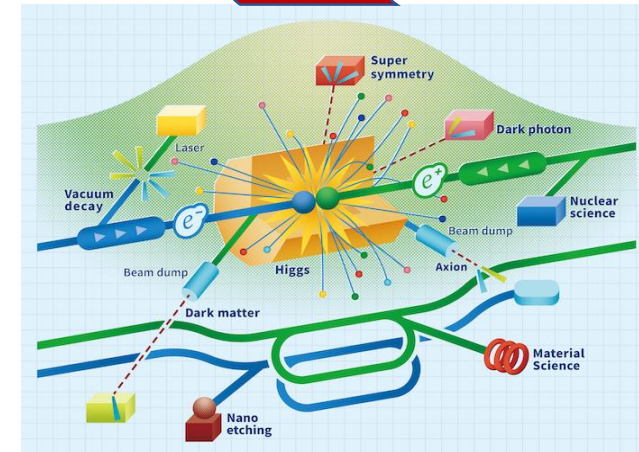 Super
symmetry
Dark photon
Laser
Vacuum
decay
e⁺
e⁻
Nuclear
science
Beam dump
Axion
Higgs
Beam dump
Dark matter
Material
Science
Nano
etching